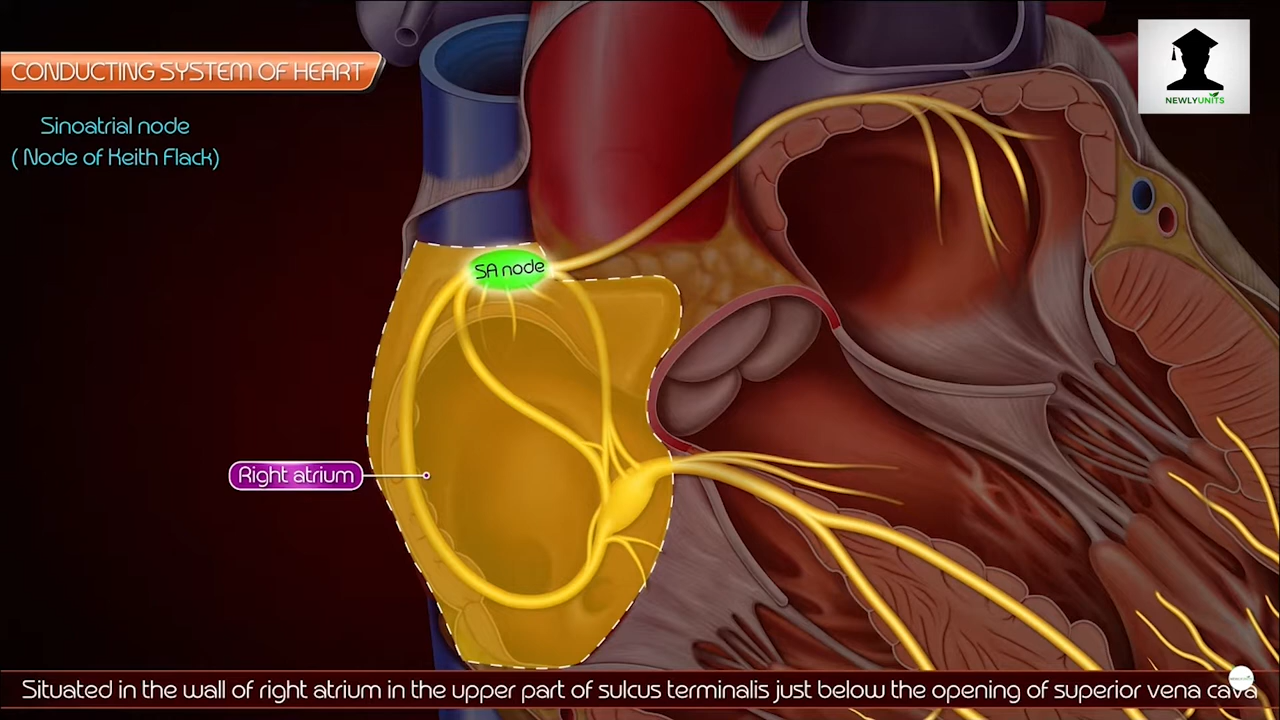 CONDUCTING SYSTEM OF HEART
NEWLYUNITS
Sinoatrial node
( Node of Keith Flack)
SA node
Right atrium
Situated in the wall of right atrium in the upper part of sulcus terminalis just below the opening of superior vena cava